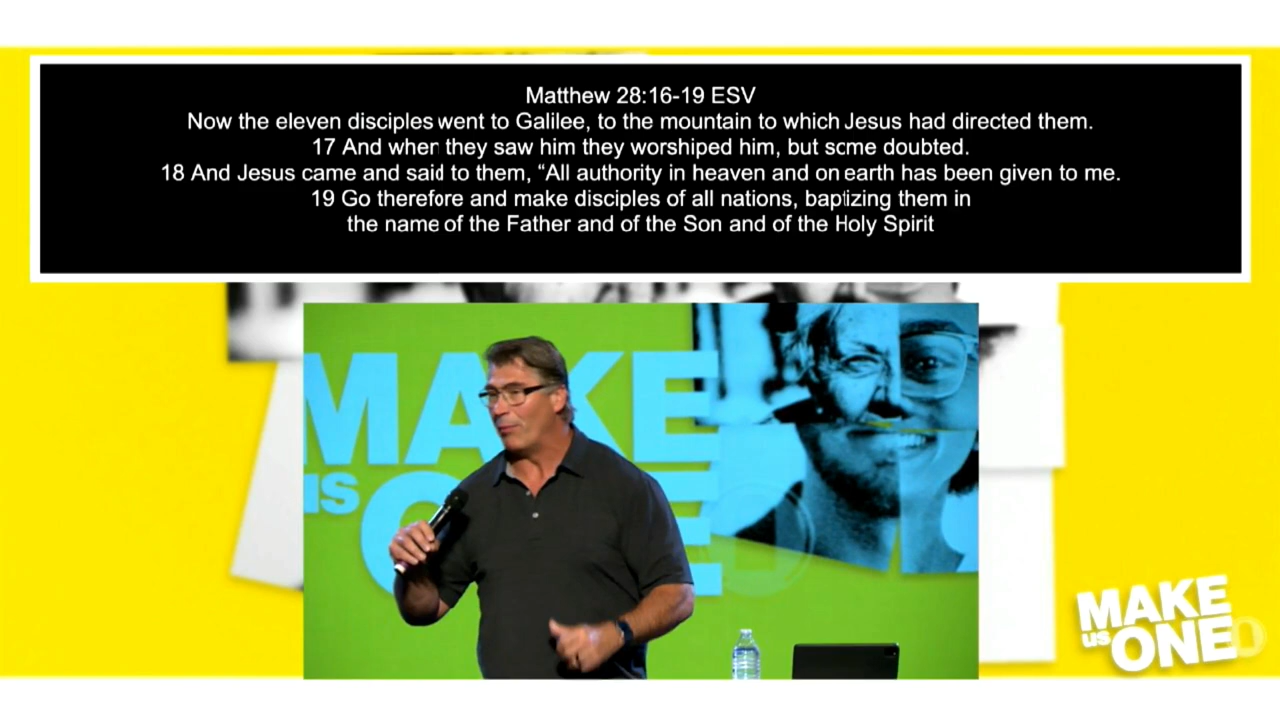 Matthew 28:16-19 ESV
Now the eleven disciples went to Galilee, to the mountain to which Jesus had directed them.
17 And when they saw him they worshiped him, but some doubted.
18 And Jesus came and said to them, “All authority in heaven and on earth has been given to me.
19 Go therefore and make disciples of all nations, baptizing them in
the name of the Father and of the Son and of the Holy Spirit
MAKE
US
ONE
MAKE
US ONE